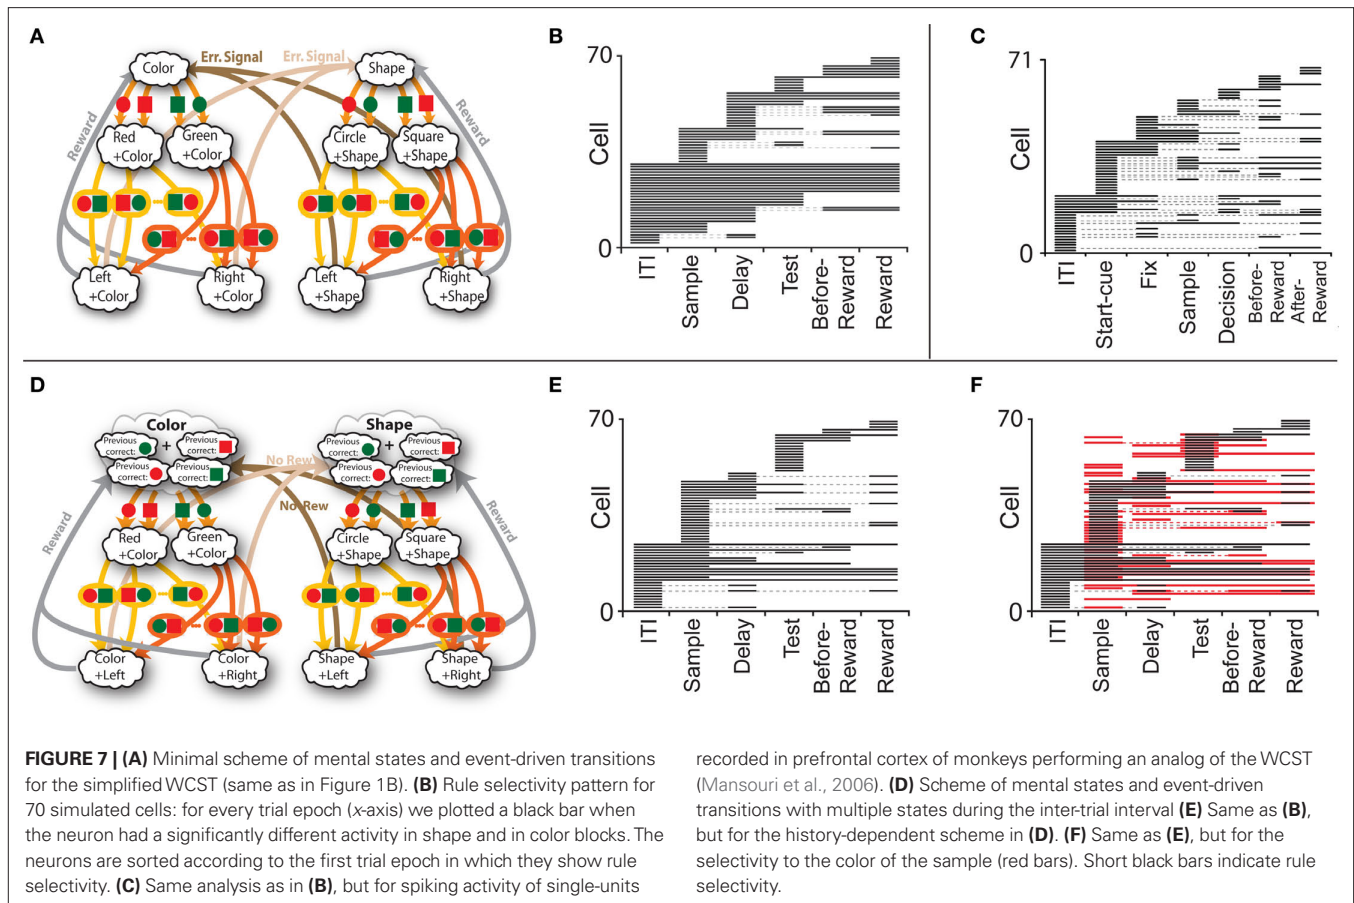 A
Err. Signal
Err. Signal
Color
Shape
Reward
Reward
Red
+Color
Green
+Color
Circle
+Shape
Square
+Shape
Left
+Color
Right
+Color
Left
+Shape
Right
+Shape
B
70
Cell
0
ITI
Sample
Delay
Test
Before-
Reward
Reward
C
71
Cell
0
ITI
Start-cue
Fix
Sample
Decision
Before-
Reward
After-
Reward
D
Color
Shape
Previous
correct:
+
Previous
correct:
Previous
correct:
Previous
correct:
Previous
correct:
+
Previous
correct:
Previous
correct:
Previous
correct:
No Rew
No Rew
Reward
Reward
Red
+Color
Green
+Color
Circle
+Shape
Square
+Shape
Color
+Left
Color
+Right
Shape
+Left
Shape
+Right
E
70
Cell
0
ITI
Sample
Delay
Test
Before-
Reward
Reward
F
70
Cell
0
ITI
Sample
Delay
Test
Before-
Reward
Reward
FIGURE 7 | (A) Minimal scheme of mental states and event-driven transitions
for the simplified WCST (same as in Figure 1B). (B) Rule selectivity pattern for
70 simulated cells: for every trial epoch (x-axis) we plotted a black bar when
the neuron had a significantly different activity in shape and in color blocks. The
neurons are sorted according to the first trial epoch in which they show rule
selectivity. (C) Same analysis as in (B), but for spiking activity of single-units
recorded in prefrontal cortex of monkeys performing an analog of the WCST
(Mansouri et al., 2006). (D) Scheme of mental states and event-driven
transitions with multiple states during the inter-trial interval (E) Same as (B),
but for the history-dependent scheme in (D). (F) Same as (E), but for the
selectivity to the color of the sample (red bars). Short black bars indicate rule
selectivity.